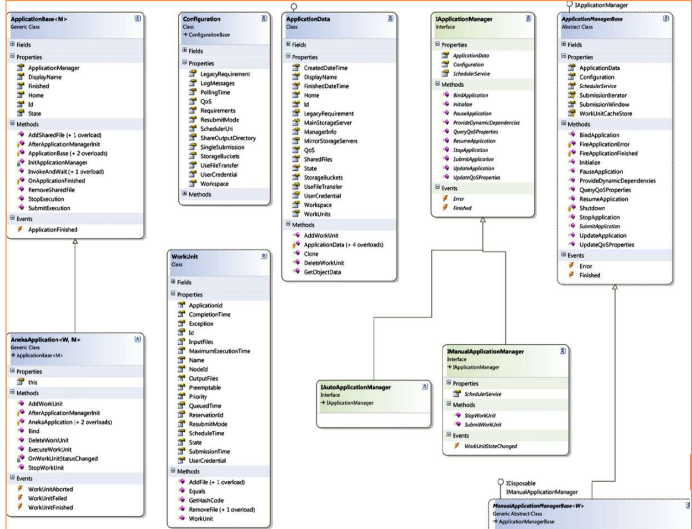 ApplicationBase<M>
Generic Class
Fields
Properties
ApplicationManager
DisplayName
Finished
Home
Id
State
Methods
AddSharedFile (+ 1 overload)
AfterApplicationManagerInit
ApplicationBase (+ 2 overloads)
InitApplicationManager
InvokeAndWait (+ 1 overload)
OnApplicationFinished
RemoveSharedFile
StopExecution
SubmitExecution
Events
ApplicationFinished
AnekaApplication<W, M>
Generic Class
ApplicationBase<M>
Properties
this
Methods
AddWorkUnit
AfterApplicationManagerInit
AnekaApplication (+ 2 overloads)
Bind
DeleteWorkUnit
ExecuteWorkUnit
OnWorkUnitStatusChanged
StopWorkUnit
Events
WorkUnitAborted
WorkUnitFailed
WorkUnitFinished
Configuration
Class
ConfigurationBase
Fields
Properties
LegacyRequirement
LogMessages
PollingTime
QoS
Requirements
ResubmitMode
SchedulerUri
ShareOutputDirectory
SingleSubmission
StorageBuckets
UseFileTransfer
UserCredential
Workspace
Methods
WorkUnit
Class
Fields
Properties
ApplicationId
CompletionTime
Exception
Id
InputFiles
MaximumExecutionTime
Name
NodeId
OutputFiles
Preemptable
Priority
QueuedTime
ReservationId
ResubmitMode
ScheduleTime
State
SubmissionTime
UserCredential
Methods
AddFile (+ 1 overload)
Equals
GetHashCode
RemoveFile (+ 1 overload)
WorkUnit
ApplicationData
Class
Fields
Properties
CreatedDateTime
DisplayName
FinishedDateTime
Home
Id
LegacyRequirement
MainStorageServer
ManagerInfo
MirrorStorageServers
QoS
SharedFiles
State
StorageBuckets
UseFileTransfer
UserCredential
Workspace
WorkUnits
Methods
AddWorkUnit
ApplicationData (+ 4 overloads)
Clone
DeleteWorkUnit
GetObjectData
IApplicationManager
Interface
Properties
ApplicationData
Configuration
SchedulerService
Methods
BindApplication
Initialize
PauseApplication
ProvideDynamicDependencies
QueryQoSProperties
ResumeApplication
StopApplication
SubmitApplication
UpdateApplication
UpdateQoSProperties
Events
Error
Finished
IAutoApplicationManager
Interface
IApplicationManager
IManualApplicationManager
Interface
IApplicationManager
Properties
SchedulerService
Methods
StopWorkUnit
SubmitWorkUnit
Events
WorkUnitStateChanged
IApplicationManager
ApplicationManagerBase
Abstract Class
Fields
Properties
ApplicationData
Configuration
SchedulerService
SubmissionIterator
SubmissionWindow
WorkUnitCacheStore
Methods
BindApplication
FireApplicationError
FireApplicationFinished
Initialize
PauseApplication
ProvideDynamicDependencies
QueryQoSProperties
ResumeApplication
Shutdown
StopApplication
SubmitApplication
UpdateApplication
UpdateQoSProperties
Events
Error
Finished
IDisposable
IManualApplicationManager
ManualApplicationManagerBase<W>
Generic Abstract Class
ApplicationManagerBase